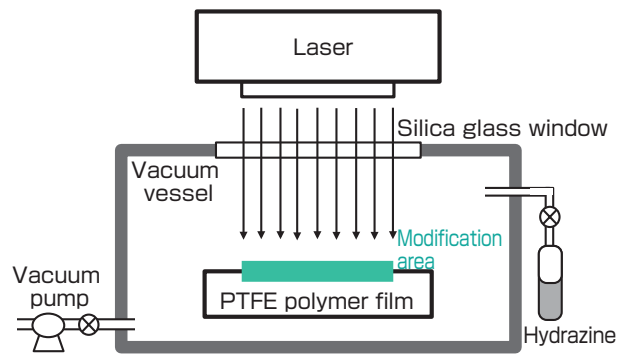 Laser
Silica glass window
Vacuum
vessel
Modification
area
Vacuum
pump
PTFE polymer film
Hydrazine